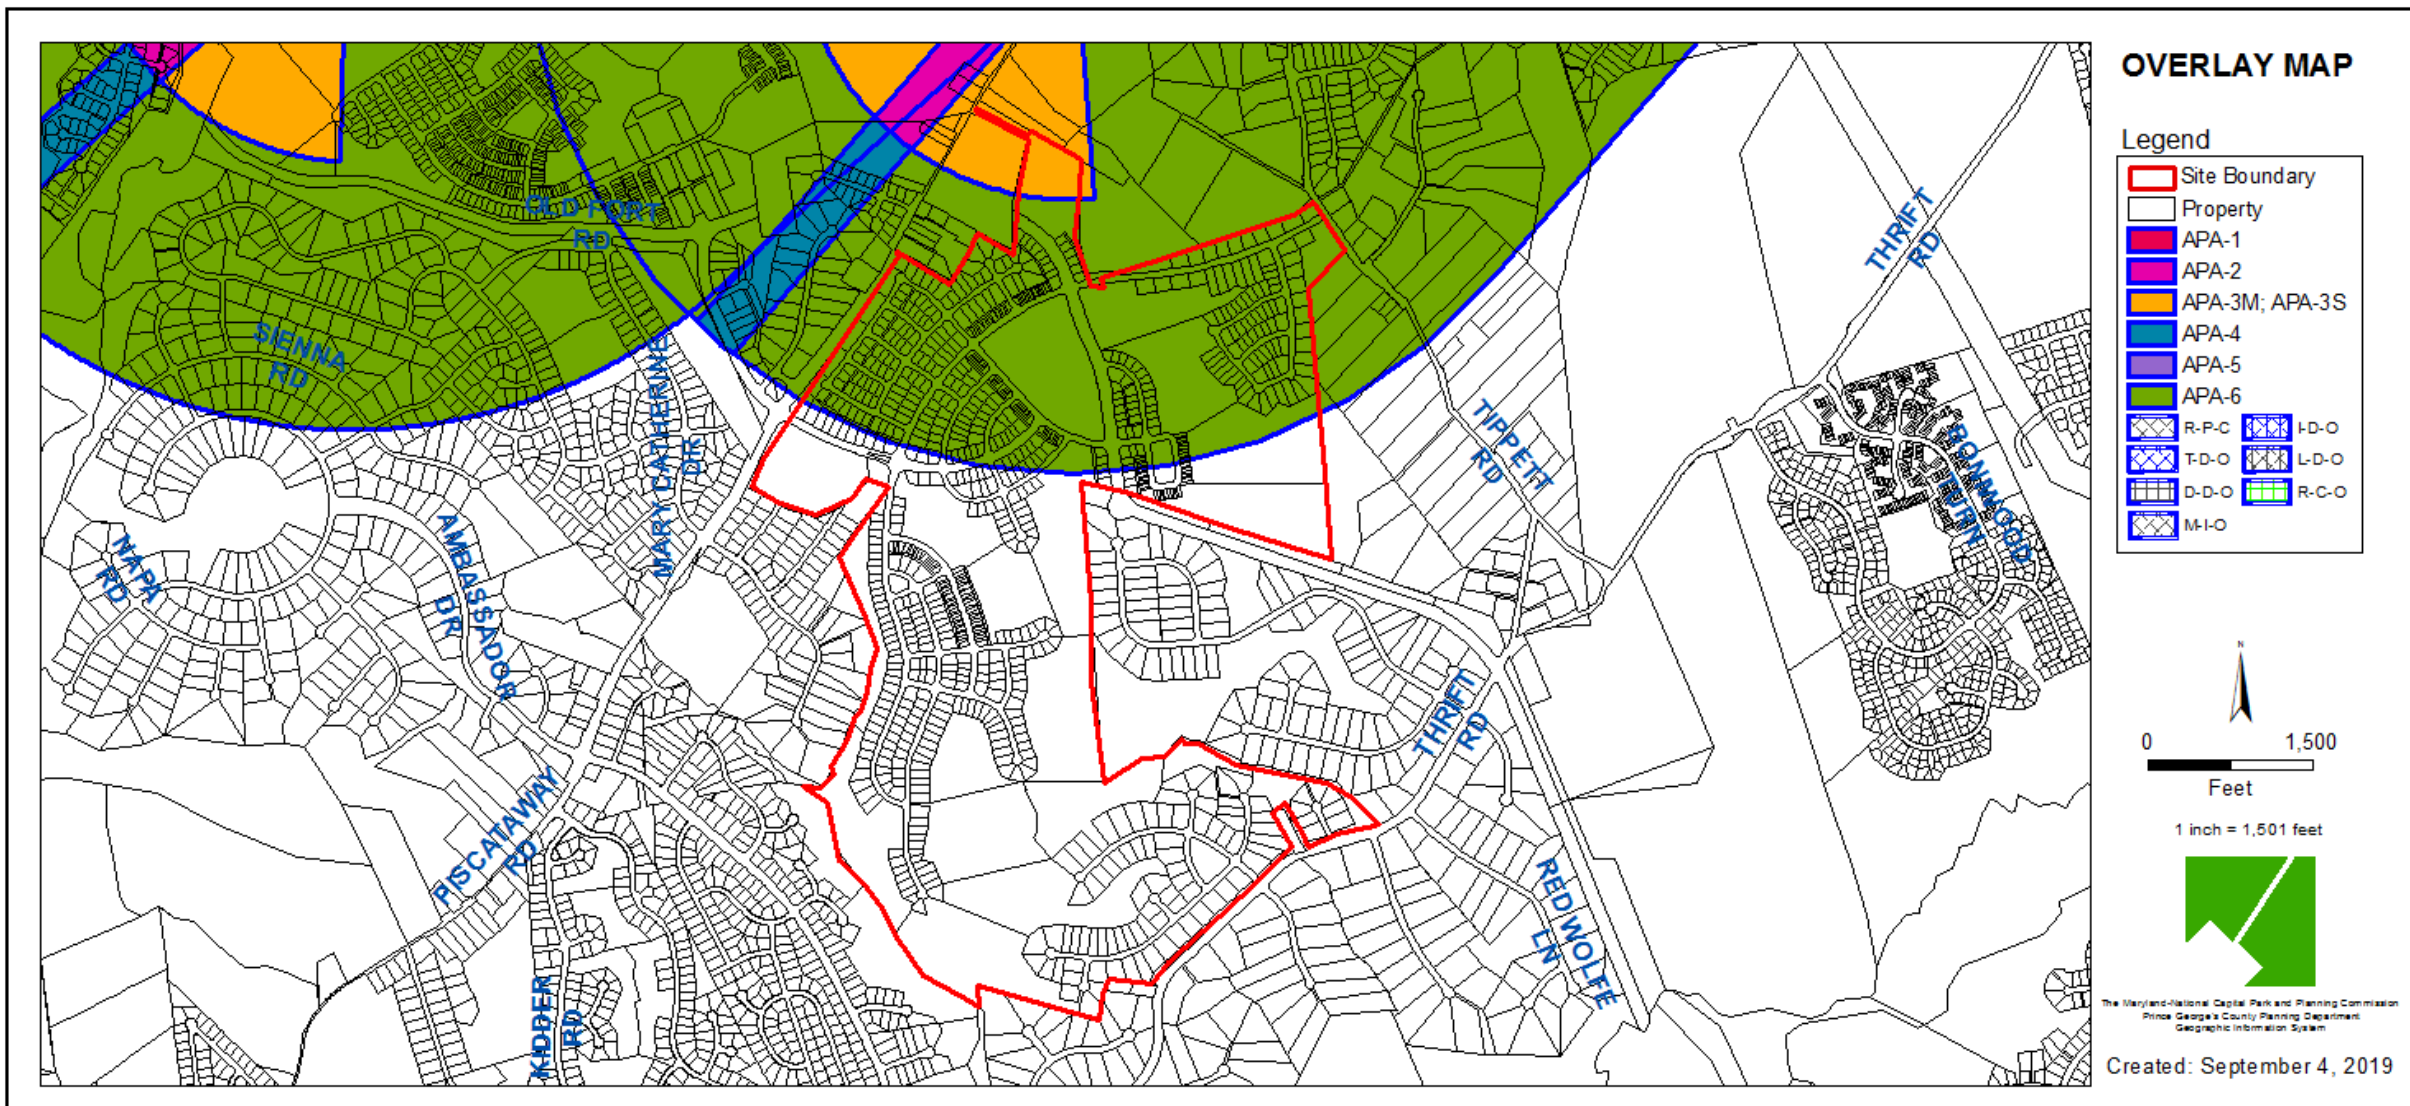 OVERLAY MAP
Legend
Site Boundary
Property
APA-1
APA-2
APA-3M; APA-3S
APA-4
APA-5
APA-6
R-P-C
I-D-O
T-D-O
L-D-O
D-D-O
R-C-O
M-I-O
N
0 1,500
Feet
1 inch = 1,501 feet
The Maryland-National Capital Park and Planning Commission
Prince George's County Planning Department
Geographic Information System
Created: September 4, 2019
OLD FORT
RD
SIENNA
RD
MARY CATHERINE
DR
NAPA
RD
AMBASSADOR
DR
PISCATAWAY
RD
KIDDER
RD
THRIFT
RD
TIPPETT
RD
BONIWOOD
TURN
THRIFT
RD
REDWOLFE
LN